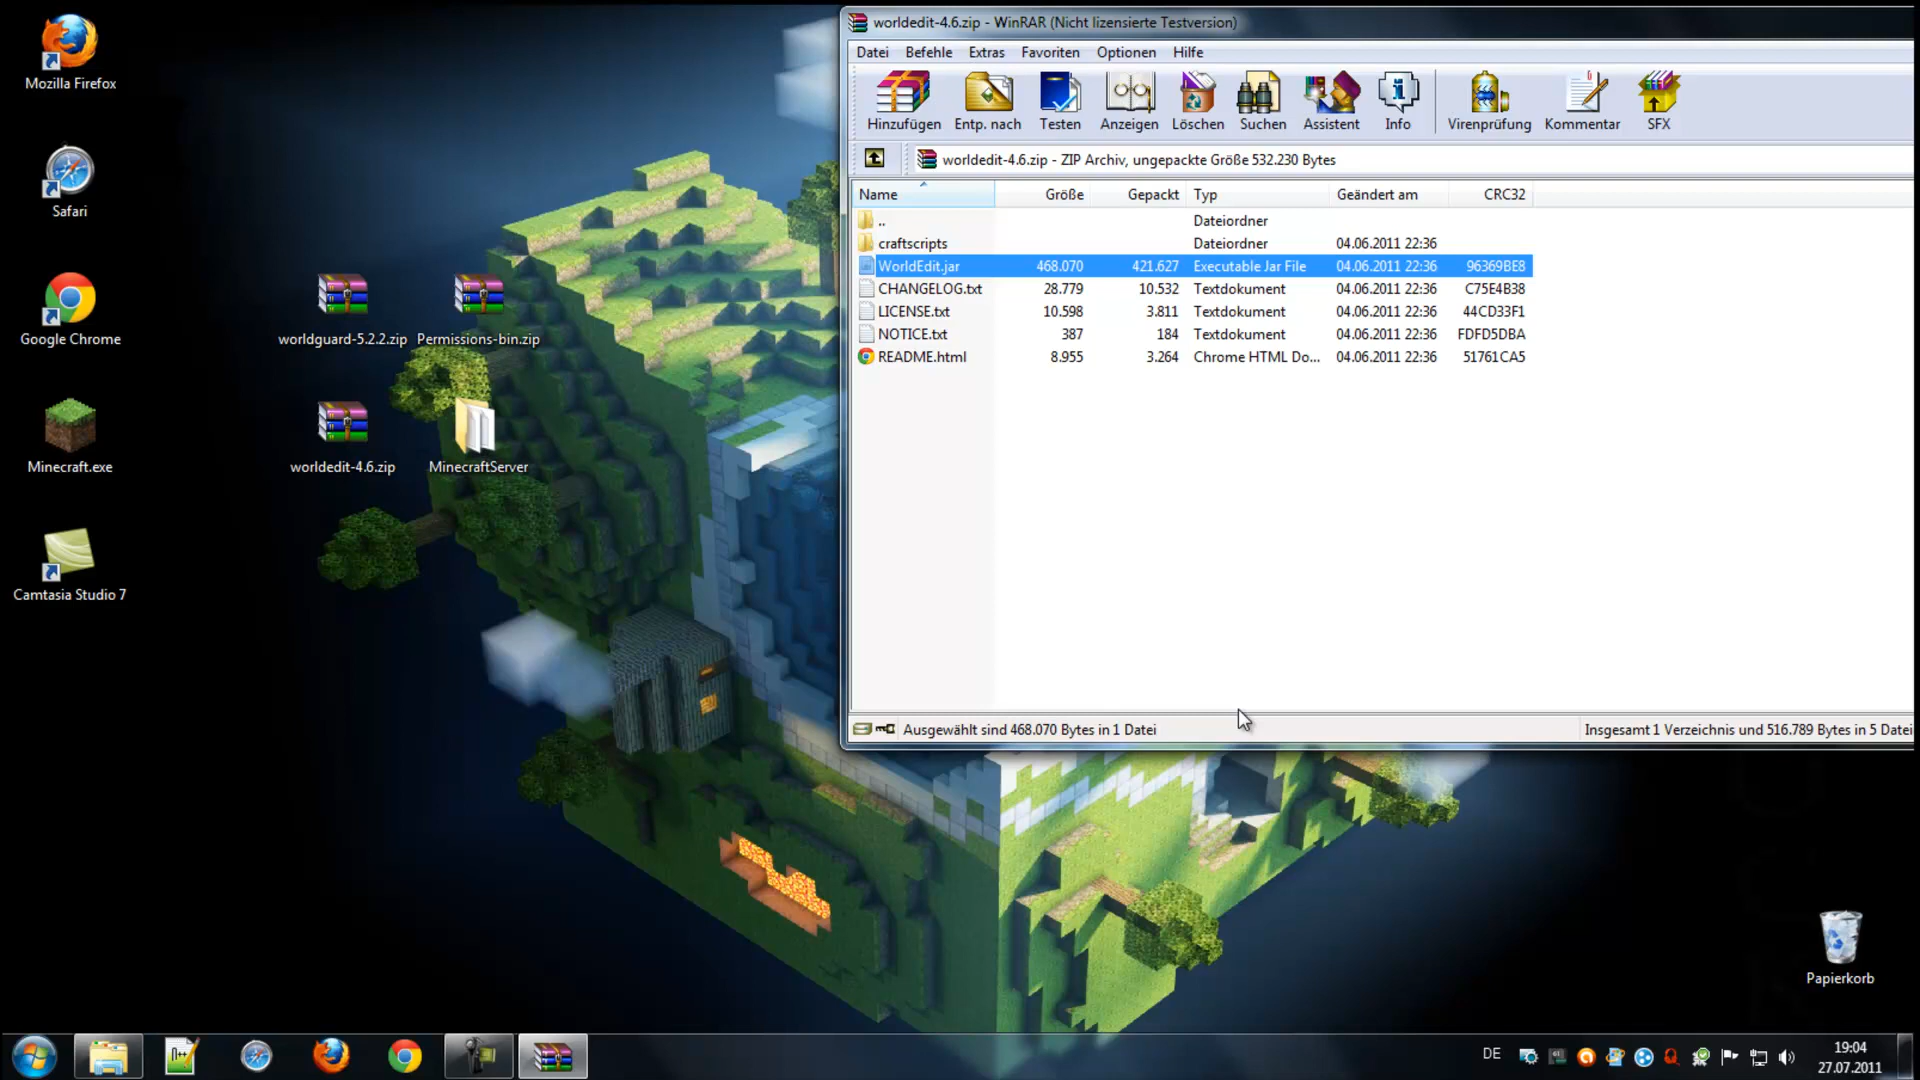 Mozilla Firefox
Safari
Google Chrome
Minecraft.exe
Camtasia Studio 7
worldguard-5.2.2.zip
Permissions-bin.zip
worldedit-4.6.zip
MinecraftServer
worldedit-4.6.zip - WinRAR (Nicht lizensierte Testversion)
Datei Befehle Extras Favoriten Optionen Hilfe
Hinzufügen Entp. nach Testen Anzeigen Löschen Suchen Assistent Info Virenprüfung Kommentar SFX
worldedit-4.6.zip - ZIP Archiv, ungepackte Größe 532.230 Bytes
Name Größe Gepackt Typ Geändert am CRC32
.. Dateiordner
craftscripts Dateiordner 04.06.2011 22:36
WorldEdit.jar 468.070 421.627 Executable Jar File 04.06.2011 22:36 96369BE8
CHANGELOG.txt 28.779 10.532 Textdokument 04.06.2011 22:36 C75E4B38
LICENSE.txt 10.598 3.811 Textdokument 04.06.2011 22:36 44CD33F1
NOTICE.txt 387 184 Textdokument 04.06.2011 22:36 FDFD5DBA
README.html 8.955 3.264 Chrome HTML Do... 04.06.2011 22:36 51761CA5
Ausgewählt sind 468.070 Bytes in 1 Datei
Insgesamt 1 Verzeichnis und 516.789 Bytes in 5 Datei
Papierkorb
DE
19:04
27.07.2011